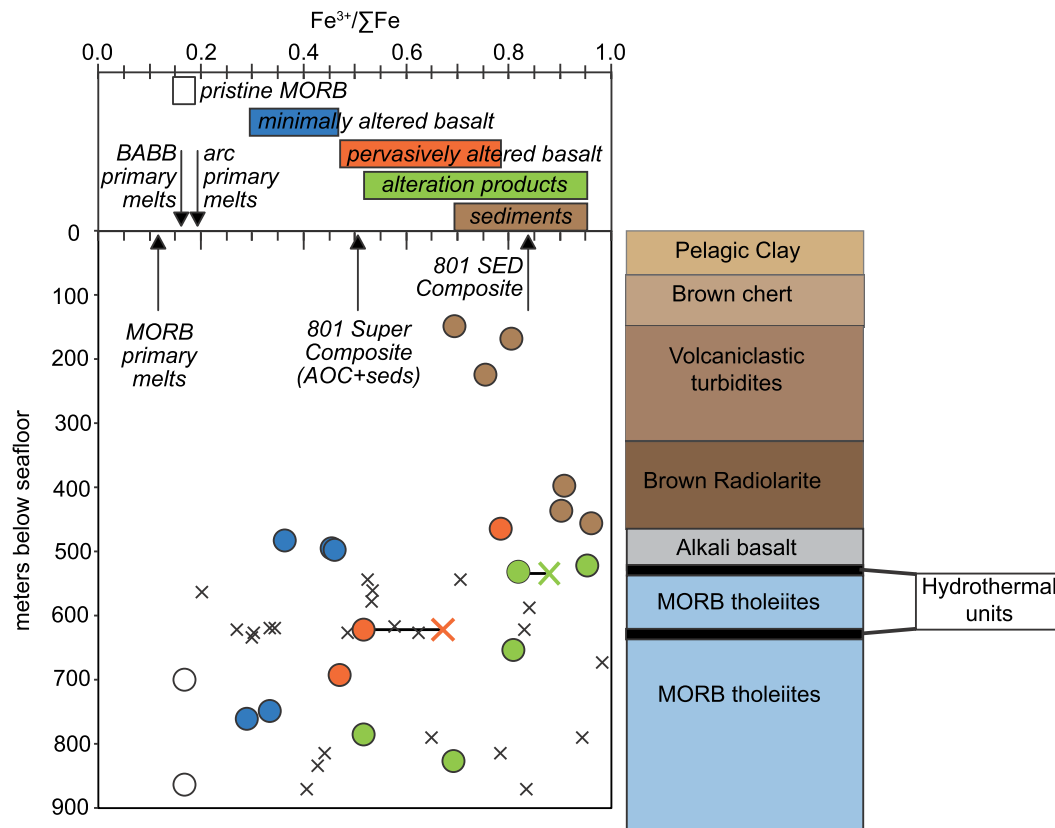 Fe³⁺/∑Fe
0.0 0.2 0.4 0.6 0.8 1.0
pristine MORB
minimally altered basalt
pervasively altered basalt
alteration products
sediments
BABB
primary
melts
arc
primary
melts
MORB
primary
melts
801 Super
Composite
(AOC+seds)
801 SED
Composite
meters below seafloor
0
100
200
300
400
500
600
700
800
900
Pelagic Clay
Brown chert
Volcaniclastic
turbidites
Brown Radiolarite
Alkali basalt
MORB tholeiites
Hydrothermal
units
MORB tholeiites